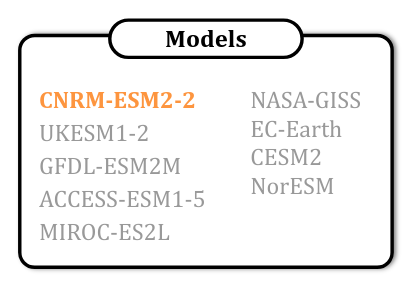 Models
CNRM-ESM2-2
UKESM1-2
GFDL-ESM2M
ACCESS-ESM1-5
MIROC-ES2L
NASA-GISS
EC-Earth
CESM2
NorESM